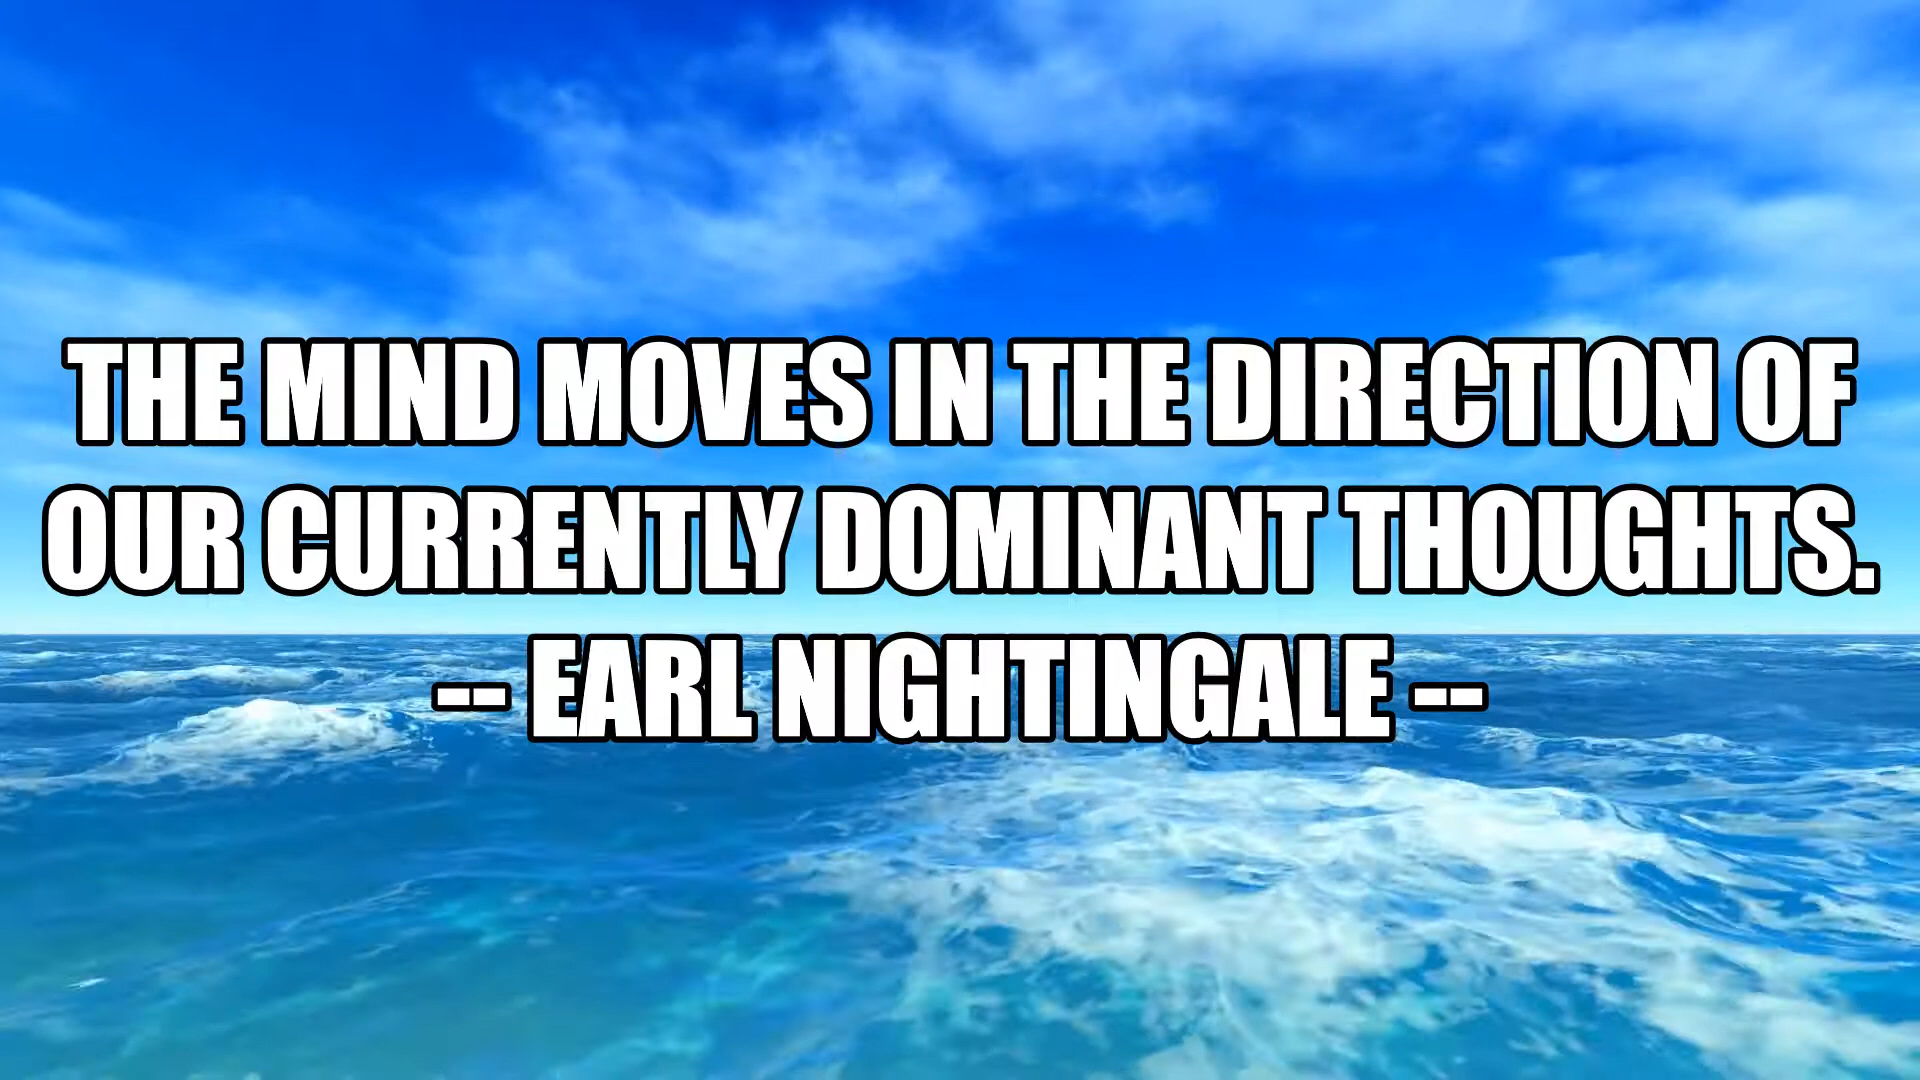 THE MIND MOVES IN THE DIRECTION OF
OUR CURRENTLY DOMINANT THOUGHTS.
-- EARL NIGHTINGALE --